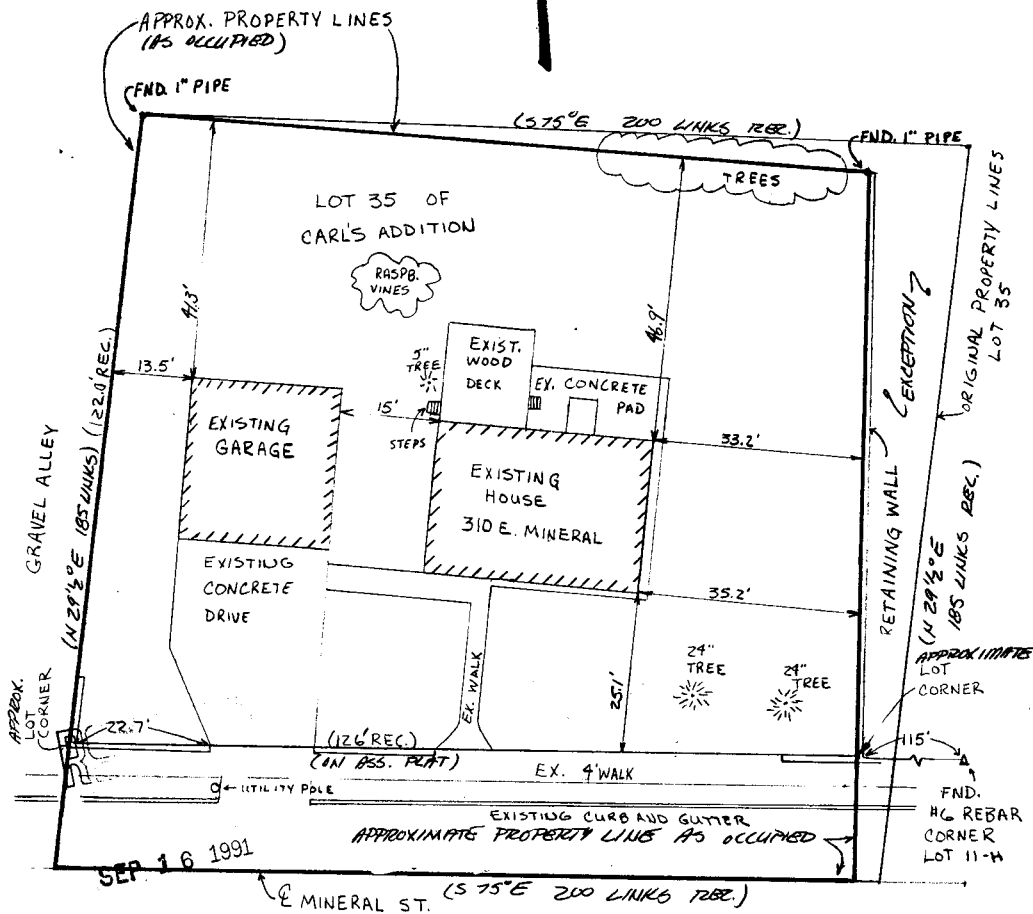 APPROX. PROPERTY LINES
(AS OCCUPIED)
FND. 1" PIPE
(S 75°E 200 LINKS REC.)
FND. 1" PIPE
TREES
LOT 35 OF
CARL'S ADDITION
RASPB.
VINES
41.3'
46.9'
13.5'
5"
TREE
EXIST.
WOOD
DECK
EX. CONCRETE
PAD
15'
STEPS
EXISTING
GARAGE
33.2'
EXISTING
HOUSE
310 E. MINERAL
EXISTING
CONCRETE
DRIVE
35.2'
GRAVEL ALLEY
(N 29½°E 185 LINKS) (122.1' REC.)
(EXCEPTION)
ORIGINAL PROPERTY LINES
LOT 35
RETAINING WALL
(N 29½°E
185 LINKS REC.)
24"
TREE
24"
TREE
25.1'
EX. WALK
APPROXIMATE
LOT
CORNER
APPROX.
LOT
CORNER
22.7'
(126' REC.)
(ON ASS. PLAT)
EX. 4' WALK
115'
UTILITY POLE
FND.
#6 REBAR
CORNER
LOT 11-H
EXISTING CURB AND GUTTER
APPROXIMATE PROPERTY LINE AS OCCUPIED
SEP 16 1991
℄ MINERAL ST.
(S 75°E 200 LINKS REC.)